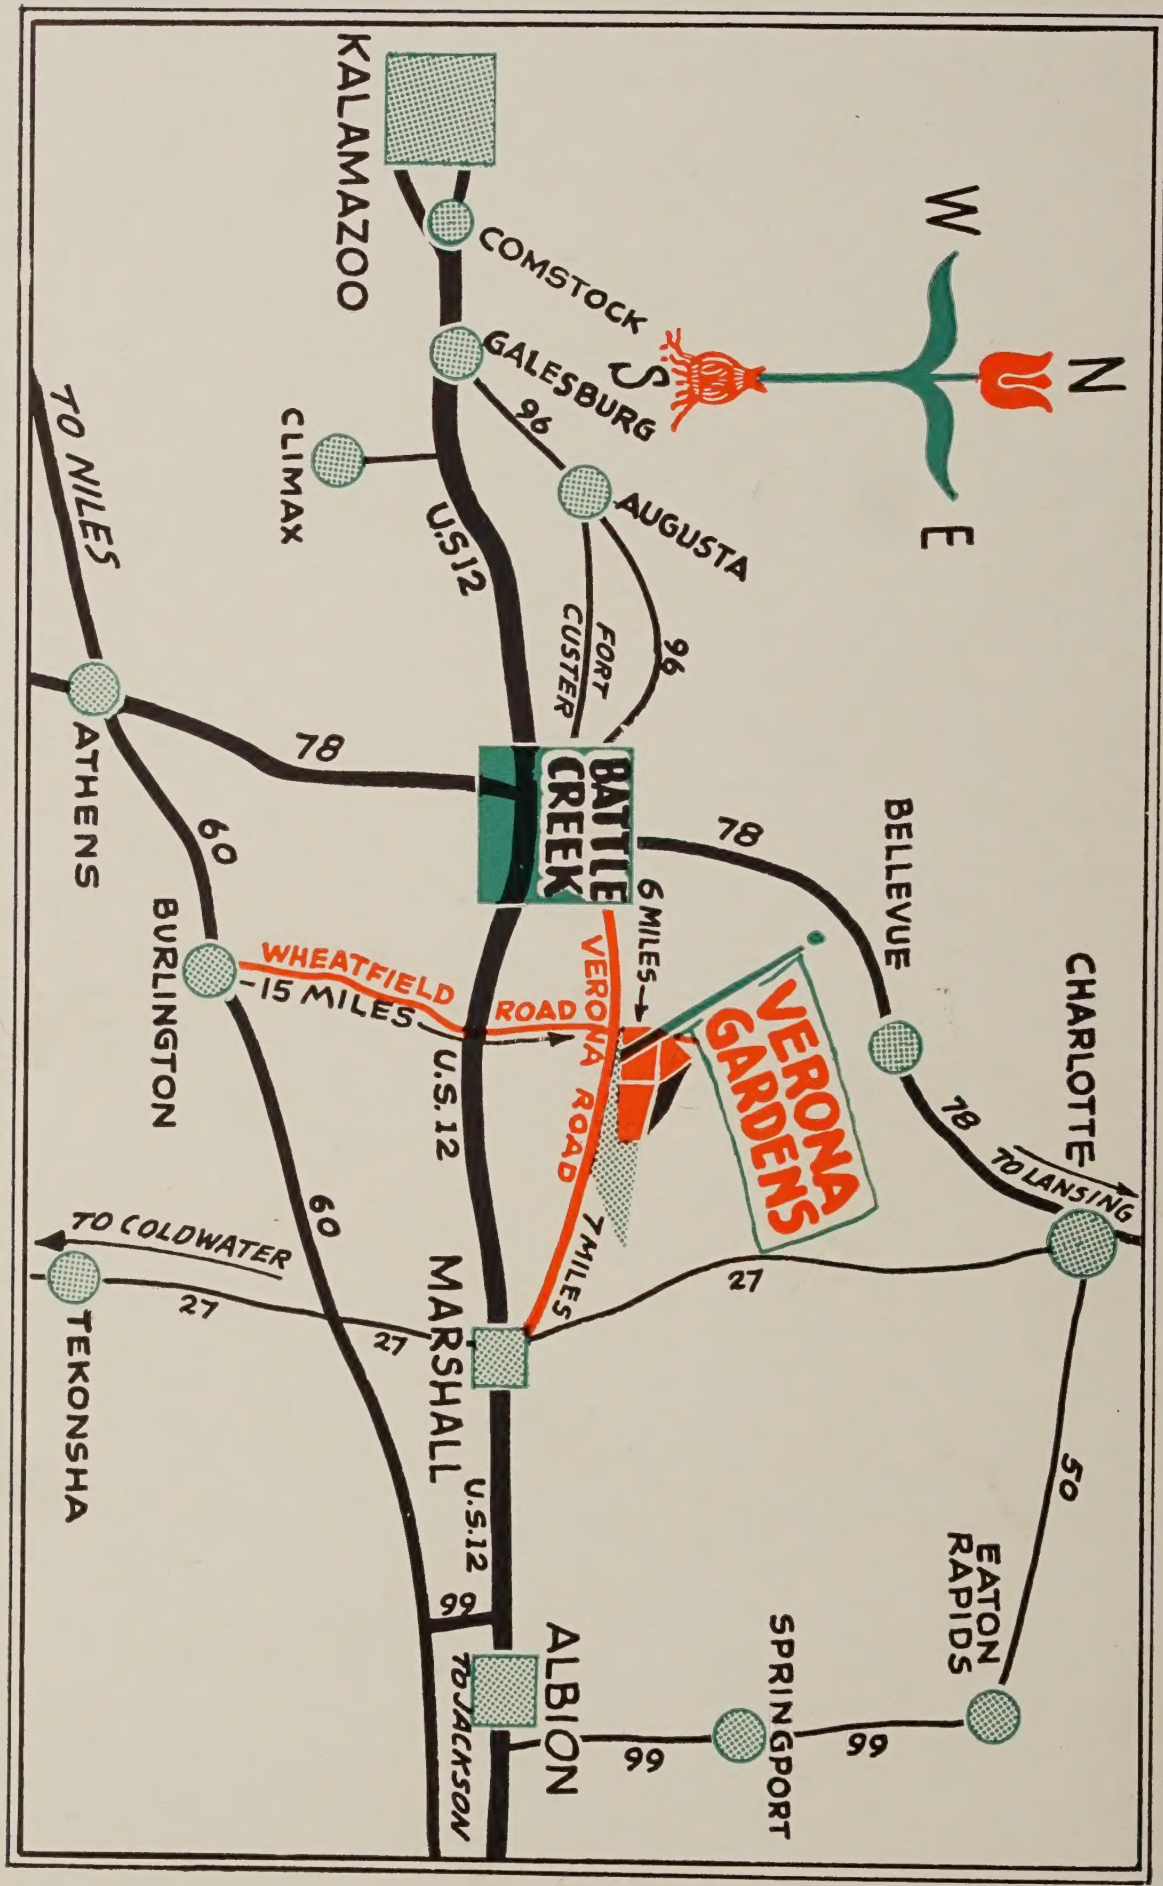 N
W
E
S
KALAMAZOO
COMSTOCK
GALESBURG
96
AUGUSTA
CLIMAX
U.S 12
96
FORT
CUSTER
BATTLE
CREEK
78
BELLEVUE
78
CHARLOTTE
TO LANSING
6 MILES
VERONA
GARDENS
VERONA ROAD
7 MILES
WHEATFIELD ROAD
15 MILES
U.S. 12
TO NILES
ATHENS
78
60
BURLINGTON
60
TO COLDWATER
TEKONSHA
27
27
27
MARSHALL
U.S. 12
99
ALBION
TO JACKSON
99
SPRINGPORT
99
EATON
RAPIDS
50